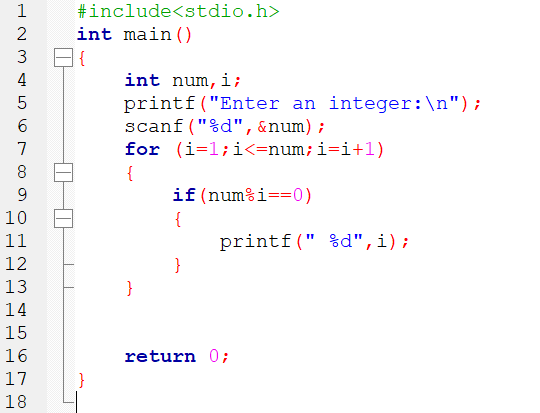 1 #include<stdio.h>
2 int main()
3 {
4 int num,i;
5 printf("Enter an integer:\n");
6 scanf("%d",&num);
7 for (i=1;i<=num;i=i+1)
8 {
9 if(num%i==0)
10 {
11 printf(" %d",i);
12 }
13 }
14
15
16 return 0;
17 }
18